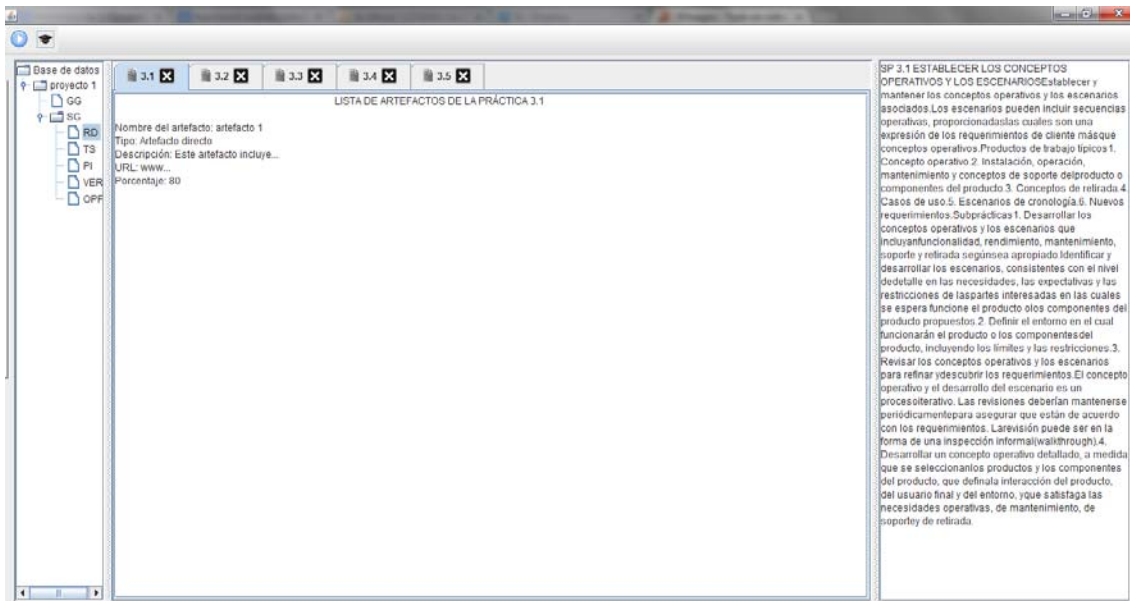 Base de datos
proyecto 1
GG
SG
RD
TS
PI
VER
OPF
3.1
3.2
3.3
3.4
3.5
LISTA DE ARTEFACTOS DE LA PRÁCTICA 3.1
Nombre del artefacto: artefacto 1
Tipo: Artefacto directo
Descripción: Este artefacto incluye...
URL: www...
Porcentaje: 80
SP 3.1 ESTABLECER LOS CONCEPTOS
OPERATIVOS Y LOS ESCENARIOSEstablecer y
mantener los conceptos operativos y los escenarios
asociados.Los escenarios pueden incluir secuencias
operativas, proporcionadaslas cuales son una
expresión de los requerimientos de cliente másque
conceptos operativos.Productos de trabajo típicos1.
Concepto operativo.2. Instalación, operación,
mantenimiento y conceptos de soporte delproducto o
componentes del producto.3. Conceptos de retirada.4.
Casos de uso.5. Escenarios de cronología.6. Nuevos
requerimientos.Subprácticas1. Desarrollar los
conceptos operativos y los escenarios que
incluyanfuncionalidad, rendimiento, mantenimiento,
soporte y retirada segúnsea apropiado.Identificar y
desarrollar los escenarios, consistentes con el nivel
dedetalle en las necesidades, las expectativas y las
restricciones de laspartes interesadas en las cuales
se espera funcione el producto olos componentes del
producto propuestos.2. Definir el entorno en el cual
funcionarán el producto o los componentesdel
producto, incluyendo los límites y las restricciones.3.
Revisar los conceptos operativos y los escenarios
para refinar ydescubrir los requerimientos.El concepto
operativo y el desarrollo del escenario es un
procesoiterativo. Las revisiones deberían mantenerse
periódicamentepara asegurar que están de acuerdo
con los requerimientos. Larevisión puede ser en la
forma de una inspección informal(walkthrough).4.
Desarrollar un concepto operativo detallado, a medida
que se seleccionanlos productos y los componentes
del producto, que definala interacción del producto,
del usuario final y del entorno, yque satisfaga las
necesidades operativas, de mantenimiento, de
soportey de retirada.